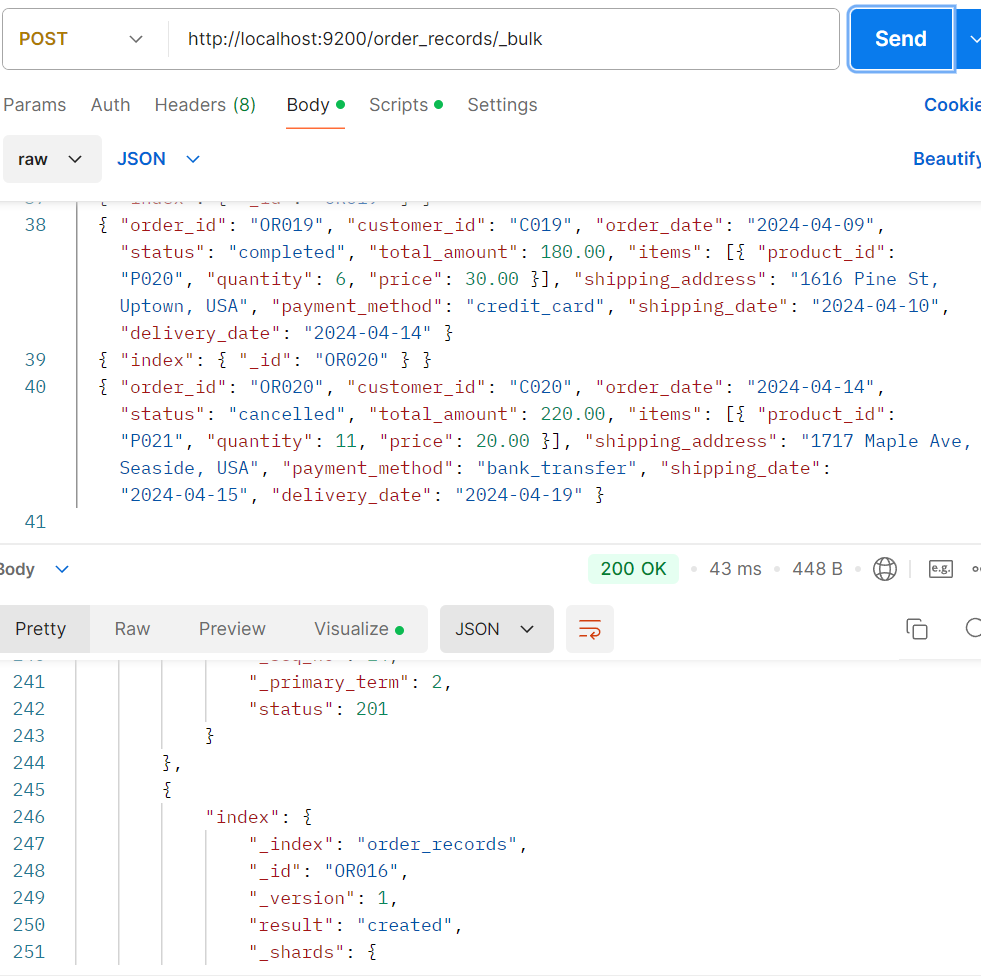 POST
http://localhost:9200/order_records/_bulk
Send
Params Auth Headers (8) Body Scripts Settings Cookie
raw JSON Beautify
38 { "order_id": "OR019", "customer_id": "C019", "order_date": "2024-04-09",
"status": "completed", "total_amount": 180.00, "items": [{ "product_id":
"P020", "quantity": 6, "price": 30.00 }], "shipping_address": "1616 Pine St,
Uptown, USA", "payment_method": "credit_card", "shipping_date": "2024-04-10",
"delivery_date": "2024-04-14" }
39 { "index": { "_id": "OR020" } }
40 { "order_id": "OR020", "customer_id": "C020", "order_date": "2024-04-14",
"status": "cancelled", "total_amount": 220.00, "items": [{ "product_id":
"P021", "quantity": 11, "price": 20.00 }], "shipping_address": "1717 Maple Ave,
Seaside, USA", "payment_method": "bank_transfer", "shipping_date":
"2024-04-15", "delivery_date": "2024-04-19" }
41
Body 200 OK 43 ms 448 B e.g.
Pretty Raw Preview Visualize JSON
241 "_primary_term": 2,
242 "status": 201
243 }
244 },
245 {
246 "index": {
247 "_index": "order_records",
248 "_id": "OR016",
249 "_version": 1,
250 "result": "created",
251 "_shards": {